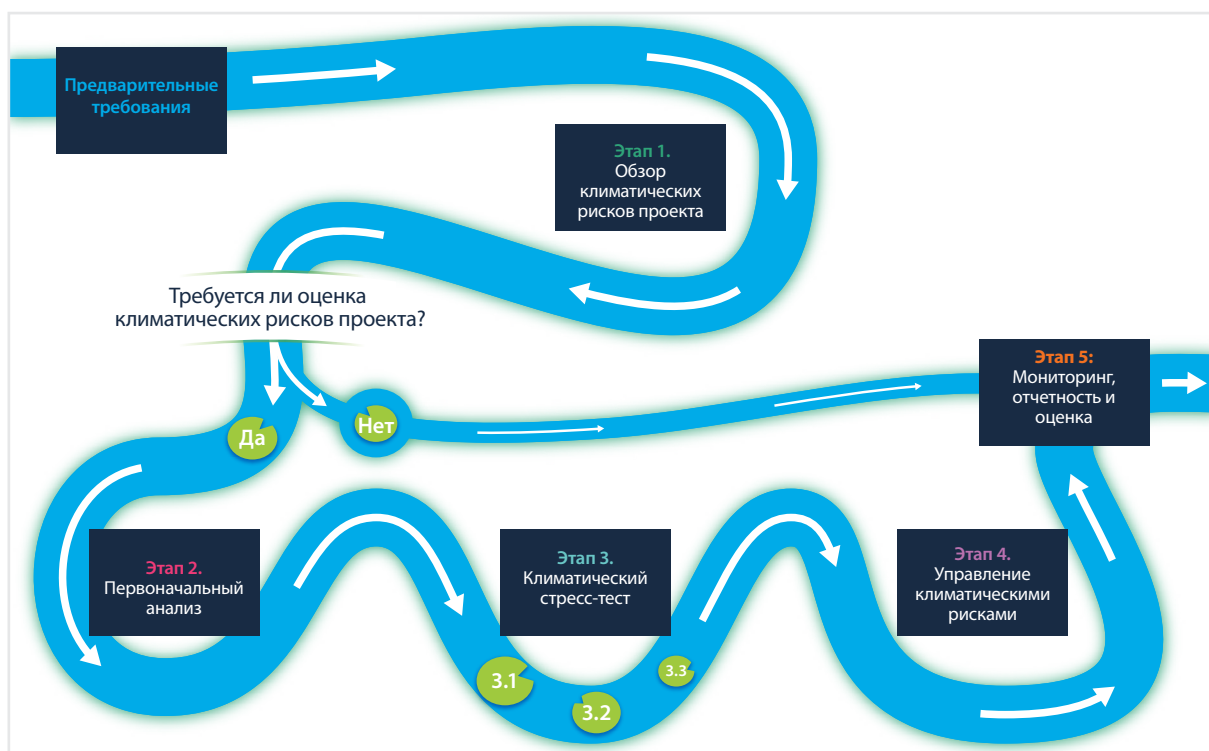 Предварительные
требования
Этап 1.
Обзор
климатических
рисков проекта
Требуется ли оценка
климатических рисков проекта?
Да
Нет
Этап 5:
Мониторинг,
отчетность и
оценка
Этап 2.
Первоначальный
анализ
Этап 3.
Климатический
стресс-тест
3.1
3.2
3.3
Этап 4.
Управление
климатическими
рисками